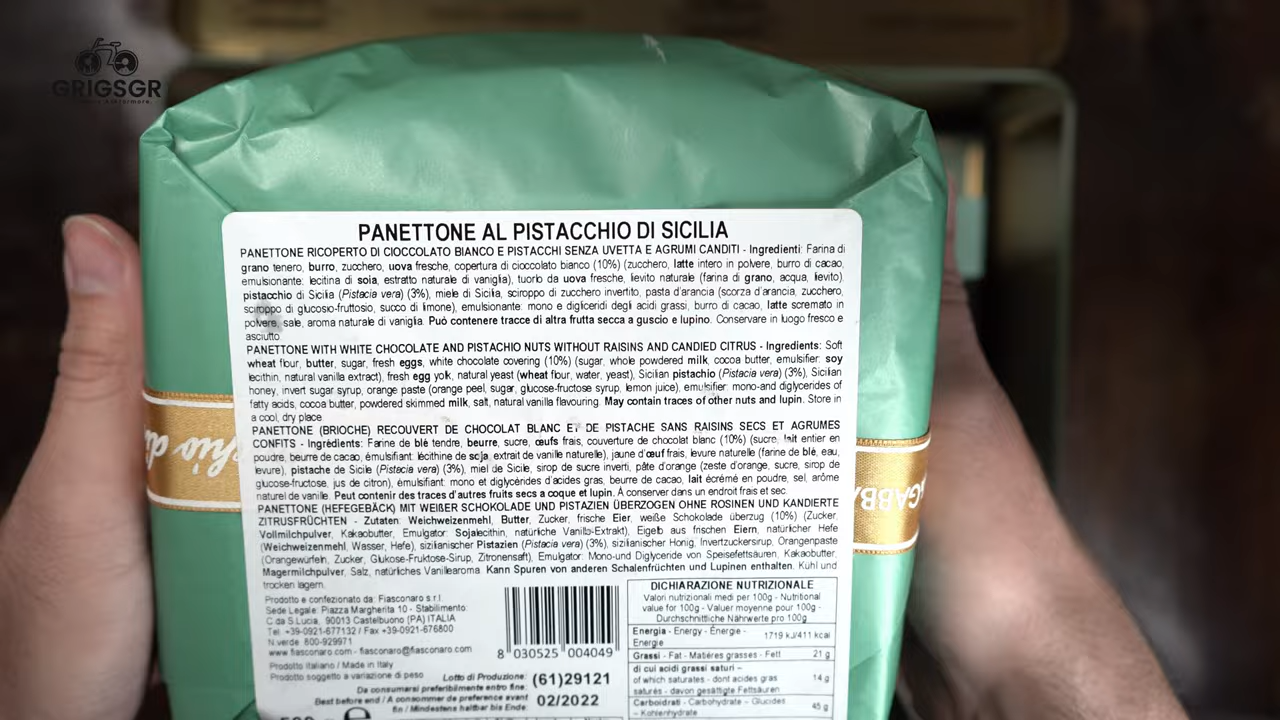 GRIGSGR
PANETTONE AL PISTACCHIO DI SICILIA
PANETTONE RICOPERTO DI CIOCCOLATO BIANCO E PISTACCHI SENZA UVETTA E AGRUMI CANDITI - Ingredienti: Farina di
grano tenero, burro, zucchero, uova fresche, copertura di cioccolato bianco (10%) (zucchero, latte intero in polvere, burro di cacao,
emulsionante: lecitina di soia, estratto naturale di vaniglia), tuorlo da uova fresche, lievito naturale (farina di grano, acqua, lievito),
pistacchio di Sicilia (Pistacia vera) (3%), miele di Sicilia, sciroppo di zucchero invertito, pasta d'arancia (scorza d'arancia, zucchero,
sciroppo di glucosio-fruttosio, succo di limone), emulsionante: mono e digliceridi degli acidi grassi, burro di cacao, latte scremato in
polvere, sale, aroma naturale di vaniglia. Può contenere tracce di altra frutta secca a guscio e lupino. Conservare in luogo fresco e
asciutto.
PANETTONE WITH WHITE CHOCOLATE AND PISTACHIO NUTS WITHOUT RAISINS AND CANDIED CITRUS - Ingredients: Soft
wheat flour, butter, sugar, fresh eggs, white chocolate covering (10%) (sugar, whole powdered milk, cocoa butter, emulsifier: soy
lecithin, natural vanilla extract), fresh egg yolk, natural yeast (wheat flour, water, yeast), Sicilian pistachio (Pistacia vera) (3%), Sicilian
honey, invert sugar syrup, orange paste (orange peel, sugar, glucose-fructose syrup, lemon juice), emulsifier: mono-and diglycerides of
fatty acids, cocoa butter, powdered skimmed milk, salt, natural vanilla flavouring. May contain traces of other nuts and lupin. Store in
a cool, dry place.
PANETTONE (BRIOCHE) RECOUVERT DE CHOCOLAT BLANC ET DE PISTACHE SANS RAISINS SECS ET AGRUMES
CONFITS - Ingrédients: Farine de blé tendre, beurre, sucre, œufs frais, couverture de chocolat blanc (10%) (sucre, lait entier en
poudre, beurre de cacao, émulsifiant: lécithine de soja, extrait de vanille naturelle), jaune d'œuf frais, levure naturelle (farine de blé, eau,
levure), pistache de Sicile (Pistacia vera) (3%), miel de Sicile, sirop de sucre inverti, pâte d'orange (zeste d'orange, sucre, sirop de
glucose-fructose, jus de citron), émulsifiant: mono et diglycérides d'acides gras, beurre de cacao, lait écrémé en poudre, sel, arôme
naturel de vanille. Peut contenir des traces d'autres fruits secs a coque et lupin. A conserver dans un endroit frais et sec.
PANETTONE (HEFEGEBÄCK) MIT WEIßER SCHOKOLADE UND PISTAZIEN ÜBERZOGEN OHNE ROSINEN UND KANDIERTE
ZITRUSFRÜCHTEN - Zutaten: Weichweizenmehl, Butter, Zucker, frische Eier, weiße Schokolade überzug (10%) (Zucker,
Vollmilchpulver, Kakaobutter, Emulgator: Sojalecithin, natürliche Vanille-Extrakt), Eigelb aus frischen Eiern, natürlicher Hefe
(Weichweizenmehl, Wasser, Hefe), sizilianischer Pistazien (Pistacia vera) (3%), sizilianischer Honig, Invertzuckersirup, Orangenpaste
(Orangewürfeln, Zucker, Glukose-Fruktose-Sirup, Zitronensaft), Emulgator: Mono-und Diglyceride von Speisefettsäuren, Kakaobutter,
Magermilchpulver, Salz, natürliches Vanillearoma. Kann Spuren von anderen Schalenfrüchten und Lupinen enthalten. Kühl und
trocken lagern.
Prodotto e confezionato da: Fiasconaro s.r.l.
Sede Legale: Piazza Margherita 10 - Stabilimento:
C.da S.Lucia, 90013 Castelbuono (PA) ITALIA
Tel. +39-0921-677132 / Fax +39-0921-676800
N.verde 800-929971
www.fiasconaro.com - fiasconaro@fiasconaro.com
Prodotto Italiano / Made in Italy
Prodotto soggetto a variazione di peso
Lotto di Produzione: (61)29121
Da consumarsi preferibilmente entro fine:
Best before end / A consommer de preference avant
fin / Mindestens haltbar bis Ende:
02/2022
8 030525 004049
DICHIARAZIONE NUTRIZIONALE
Valori nutrizionali medi per 100g - Nutritional
value for 100g - Valuer moyenne pour 100g -
Durchschnittliche Nährwerte pro 100g
Energia - Energy - Énergie -
Energie
1719 kJ/411 kcal
Grassi - Fat - Matières grasses - Fett
21 g
di cui acidi grassi saturi –
of which saturates - dont acides gras
saturés - davon gesättigte Fettsäuren
14 g
Carboidrati - Carbohydrate – Glucides
– Kohlenhydrate
45 g